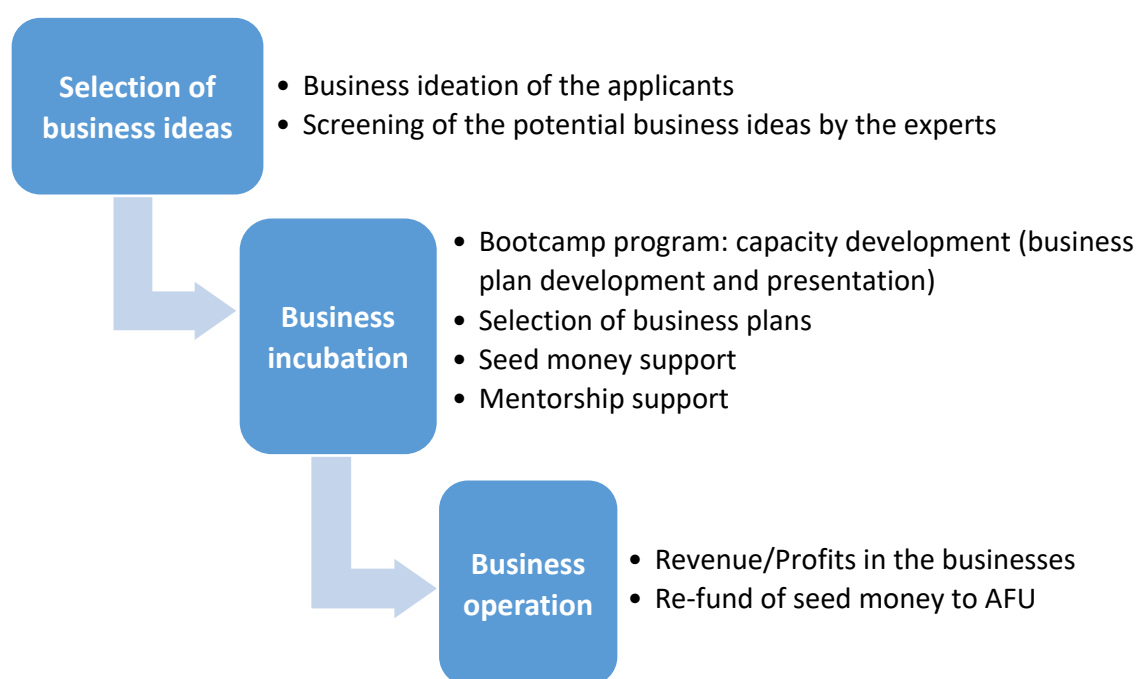 Selection of
business ideas
• Business ideation of the applicants
• Screening of the potential business ideas by the experts
Business
incubation
• Bootcamp program: capacity development (business
plan development and presentation)
• Selection of business plans
• Seed money support
• Mentorship support
Business
operation
• Revenue/Profits in the businesses
• Re-fund of seed money to AFU